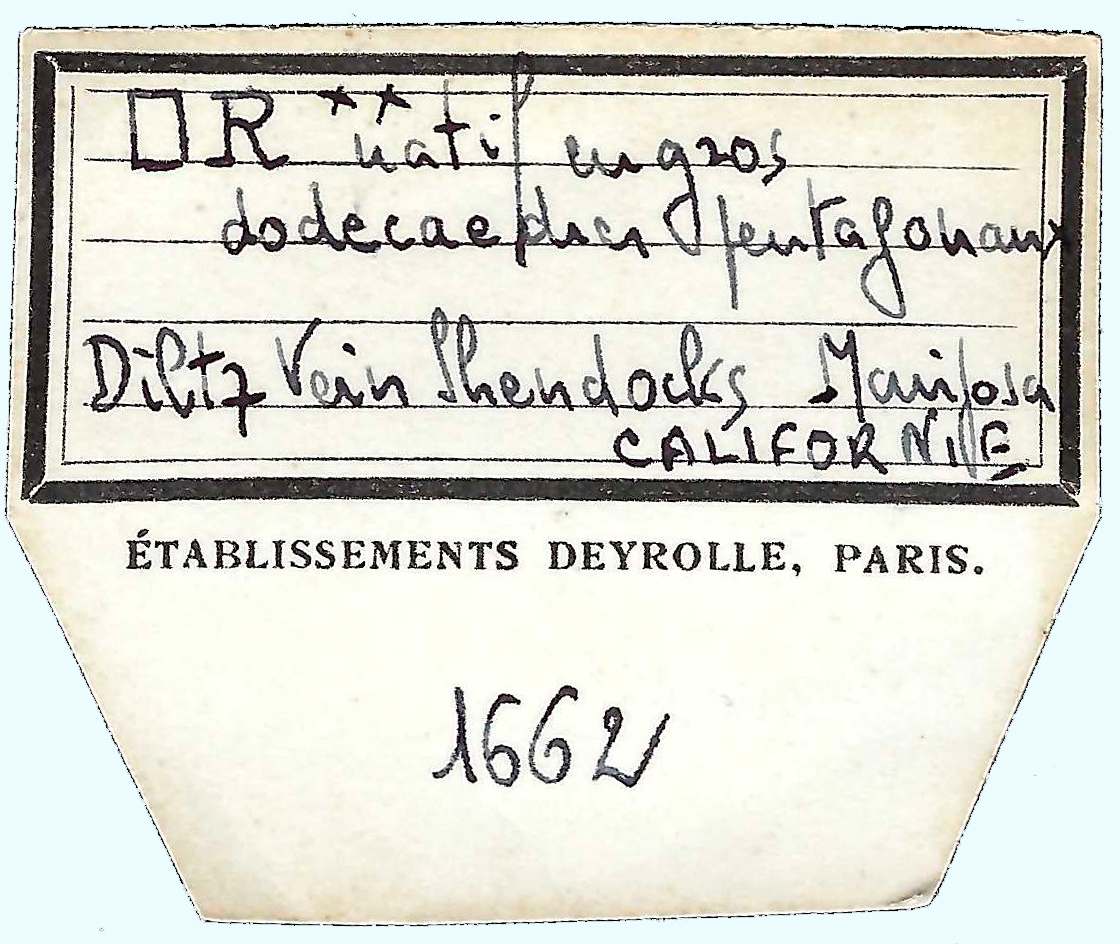 OR ** natif en gros
dodecaedres pentagonaux
Diltz Vein Shendocks Mariposa
CALIFORNIE
ÉTABLISSEMENTS DEYROLLE, PARIS.
1662